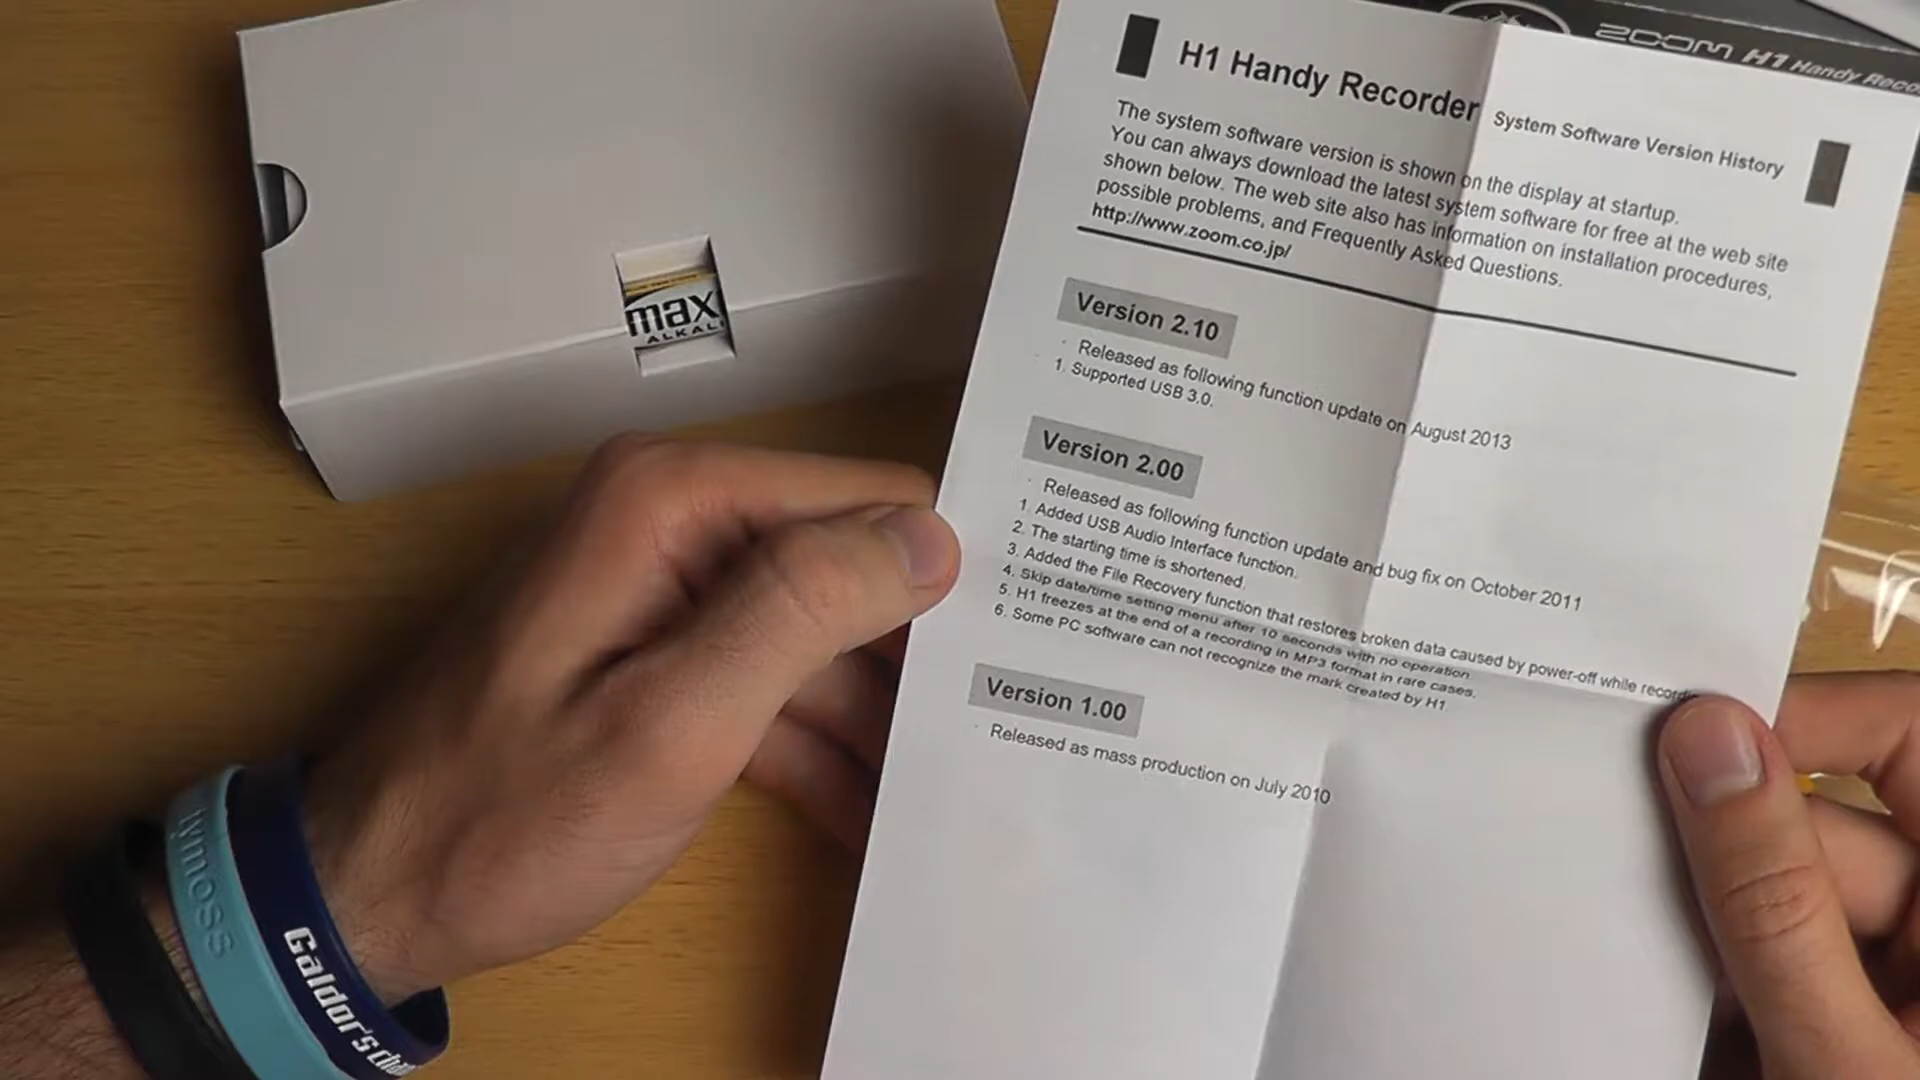 ZOOM H1 Handy Reco
H1 Handy Recorder
System Software Version History
The system software version is shown on the display at startup.
You can always download the latest system software for free at the web site
shown below. The web site also has information on installation procedures,
possible problems, and Frequently Asked Questions.
http://www.zoom.co.jp/
Version 2.10
· Released as following function update on August 2013
1. Supported USB 3.0.
Version 2.00
· Released as following function update and bug fix on October 2011
1. Added USB Audio Interface function.
2. The starting time is shortened.
3. Added the File Recovery function that restores broken data caused by power-off while recordi
4. Skip date/time setting menu after 10 seconds with no operation.
5. H1 freezes at the end of a recording in MP3 format in rare cases.
6. Some PC software can not recognize the mark created by H1
Version 1.00
· Released as mass production on July 2010
max
ALKALI
tymoss
Galdor's cha